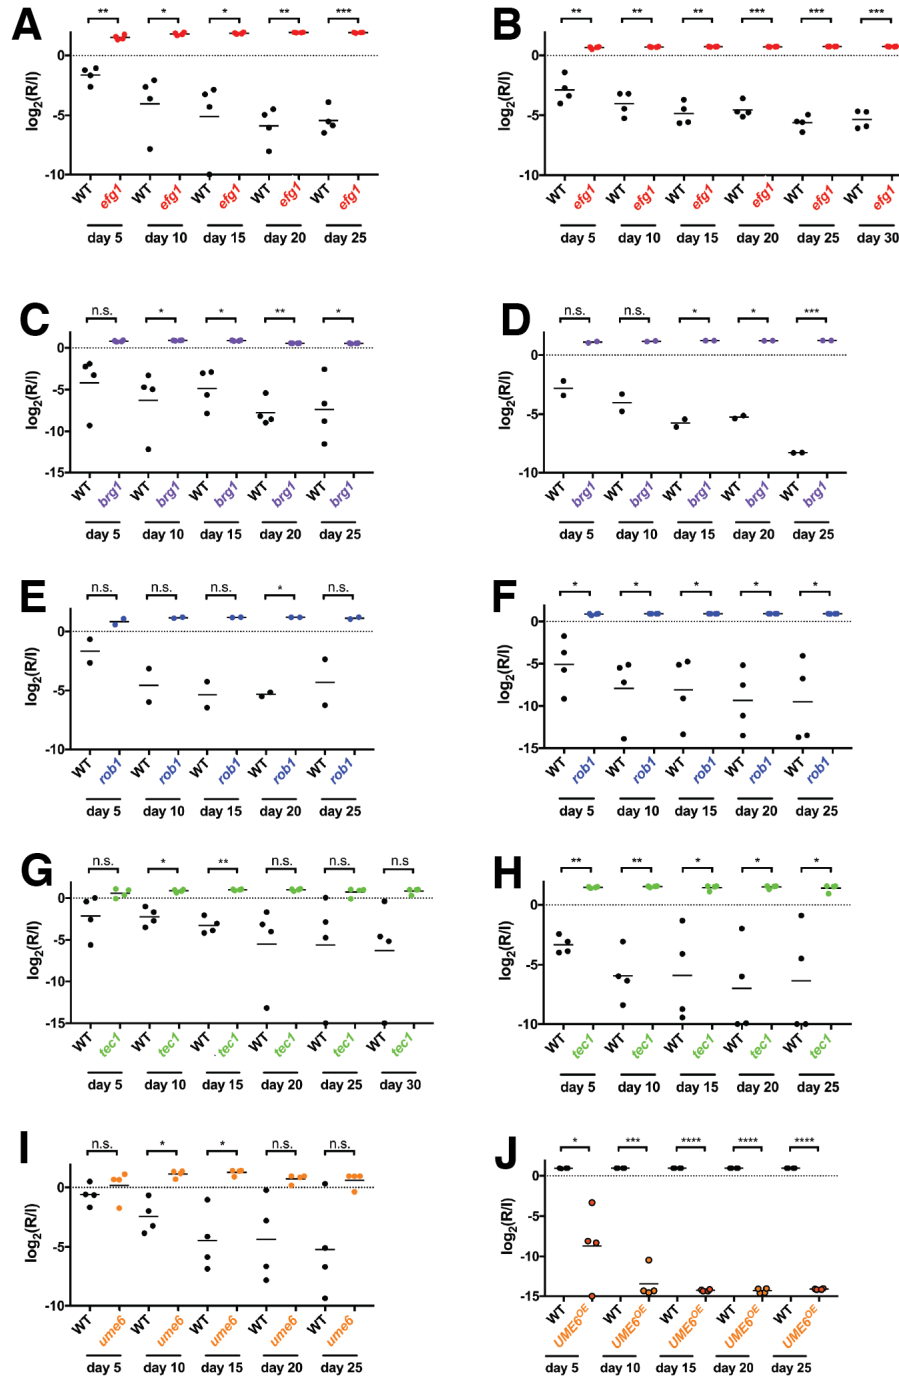 A
** * * ** ***
log2(R/I)
0
-5
-10
WT efg1 WT efg1 WT efg1 WT efg1 WT efg1
day 5 day 10 day 15 day 20 day 25
B
** ** ** *** *** ***
log2(R/I)
0
-5
-10
WT efg1 WT efg1 WT efg1 WT efg1 WT efg1 WT efg1
day 5 day 10 day 15 day 20 day 25 day 30
C
n.s. * * ** *
log2(R/I)
0
-5
-10
-15
WT brg1 WT brg1 WT brg1 WT brg1 WT brg1
day 5 day 10 day 15 day 20 day 25
D
n.s. n.s. * * ***
log2(R/I)
0
-5
-10
WT brg1 WT brg1 WT brg1 WT brg1 WT brg1
day 5 day 10 day 15 day 20 day 25
E
n.s. n.s. n.s. * n.s.
log2(R/I)
0
-5
-10
WT rob1 WT rob1 WT rob1 WT rob1 WT rob1
day 5 day 10 day 15 day 20 day 25
F
* * * * *
log2(R/I)
0
-5
-10
-15
WT rob1 WT rob1 WT rob1 WT rob1 WT rob1
day 5 day 10 day 15 day 20 day 25
G
n.s. * ** n.s. n.s. n.s
log2(R/I)
0
-5
-10
-15
WT tec1 WT tec1 WT tec1 WT tec1 WT tec1 WT tec1
day 5 day 10 day 15 day 20 day 25 day 30
H
** ** * * *
log2(R/I)
0
-5
-10
WT tec1 WT tec1 WT tec1 WT tec1 WT tec1
day 5 day 10 day 15 day 20 day 25
I
n.s. * * n.s. n.s.
log2(R/I)
0
-5
-10
WT ume6 WT ume6 WT ume6 WT ume6 WT ume6
day 5 day 10 day 15 day 20 day 25
J
* *** **** **** ****
log2(R/I)
0
-5
-10
-15
WT UME6OE WT UME6OE WT UME6OE WT UME6OE WT UME6OE
day 5 day 10 day 15 day 20 day 25